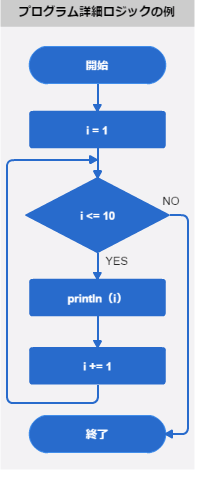 プログラム詳細ロジックの例
開始
i = 1
i <= 10
NO
YES
println（i）
i += 1
終了